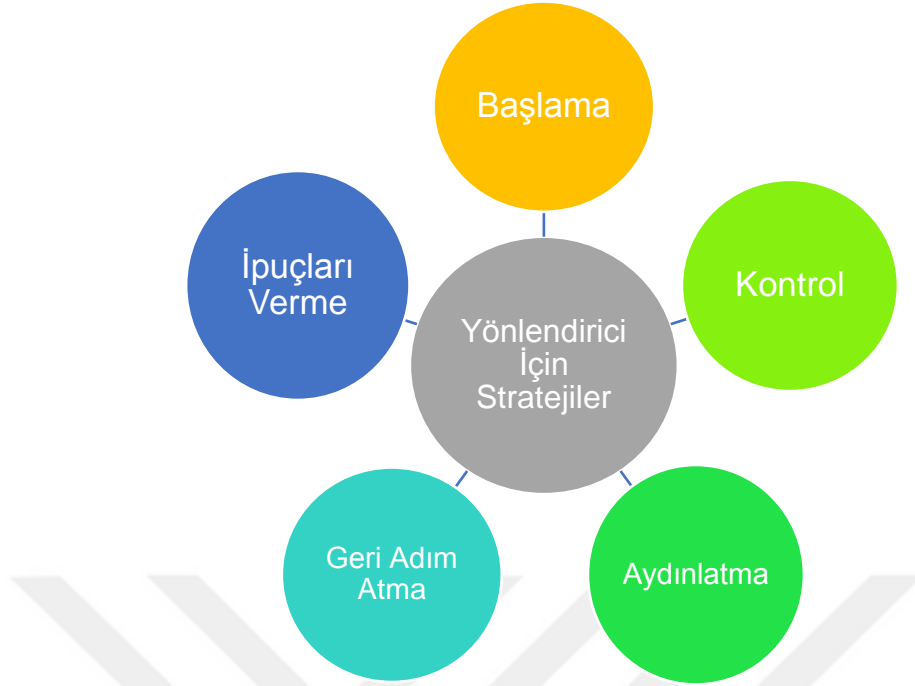 Başlama
Kontrol
Aydınlatma
Geri Adım
Atma
İpuçları
Verme
Yönlendirici
İçin
Stratejiler